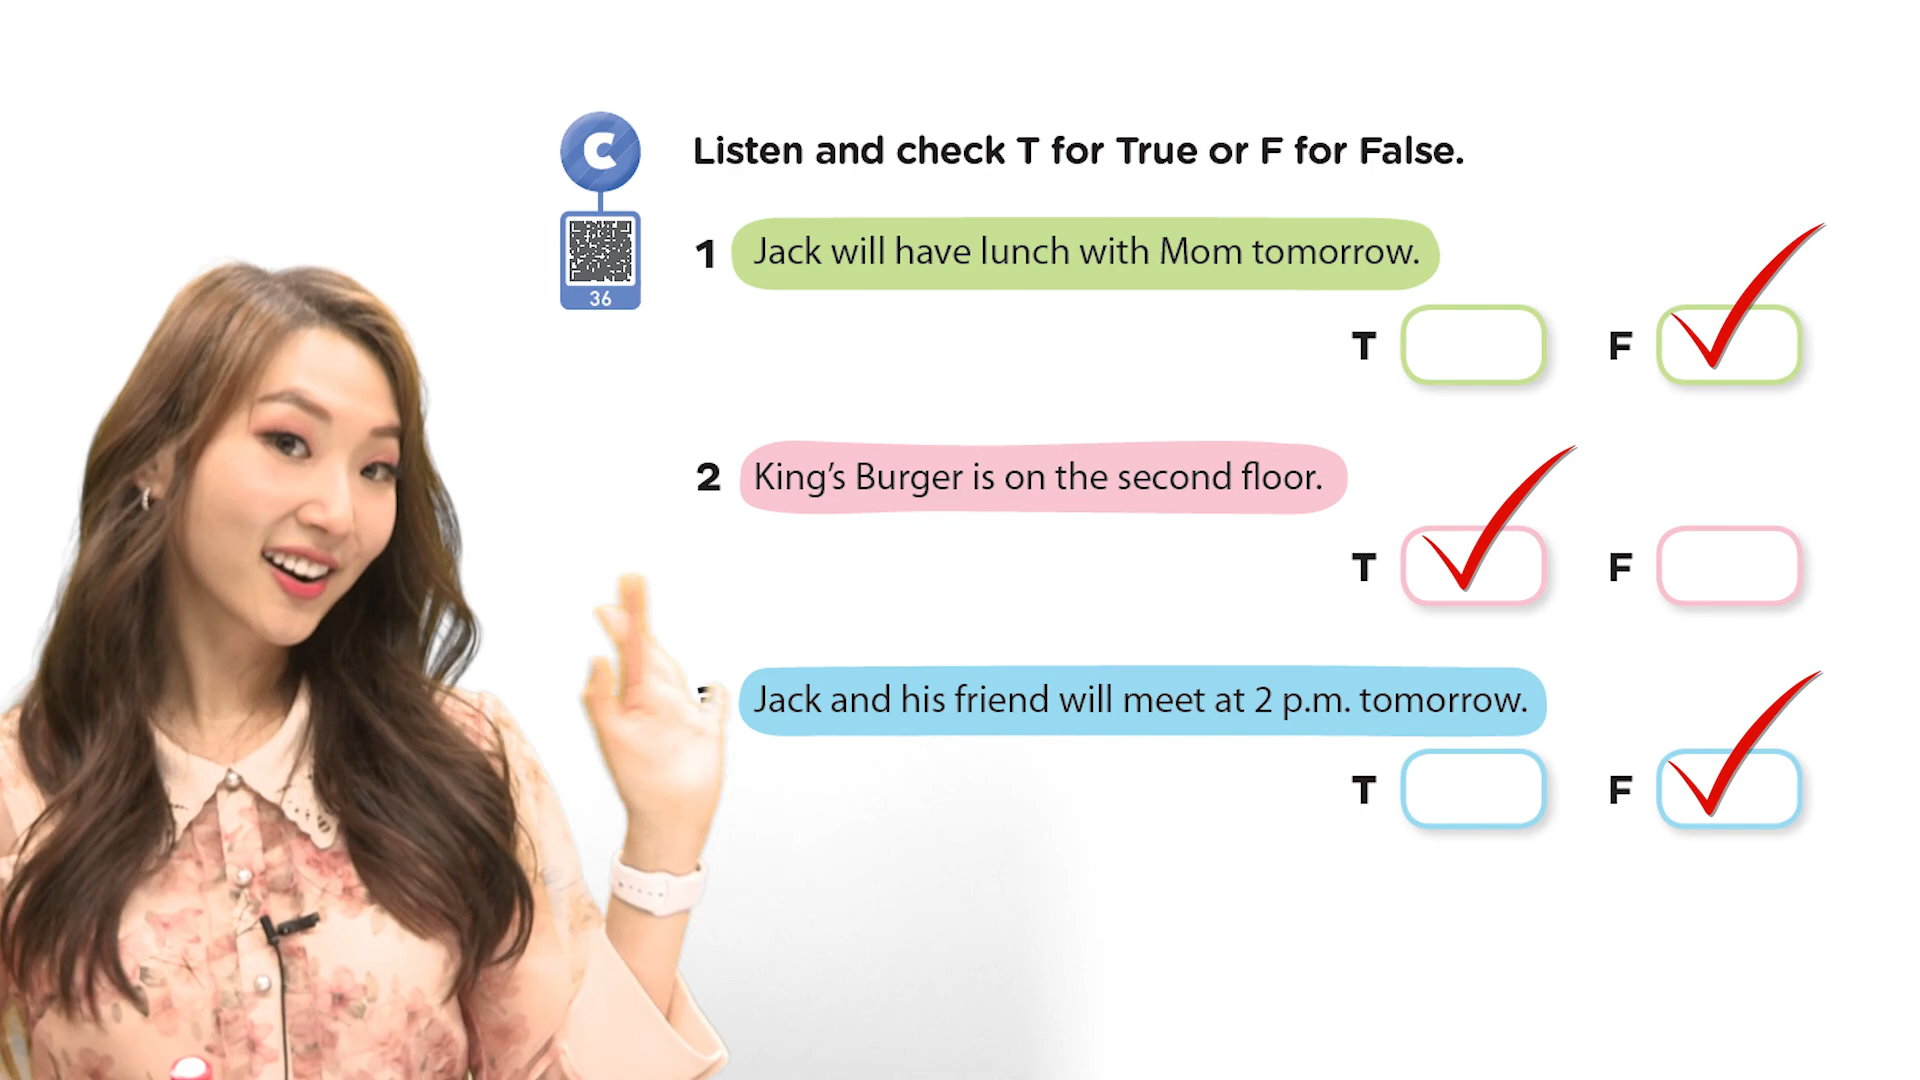 C Listen and check T for True or F for False.
36
1 Jack will have lunch with Mom tomorrow.
T F
2 King's Burger is on the second floor.
T F
Jack and his friend will meet at 2 p.m. tomorrow.
T F